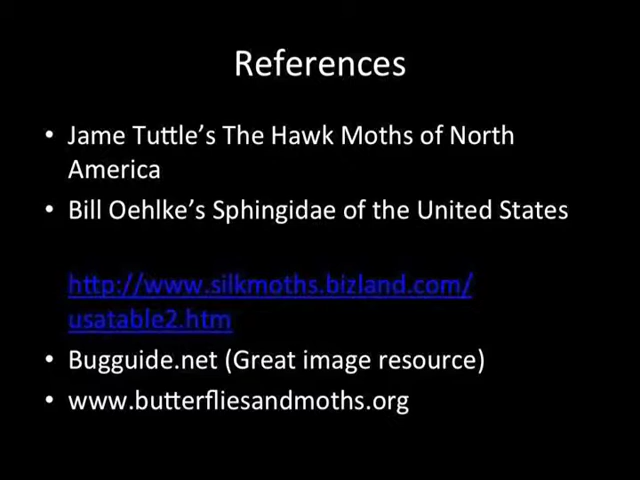 References
• Jame Tuttle’s The Hawk Moths of North
America
• Bill Oehlke’s Sphingidae of the United States
http://www.silkmoths.bizland.com/
usatable2.htm
• Bugguide.net (Great image resource)
• www.butterfliesandmoths.org